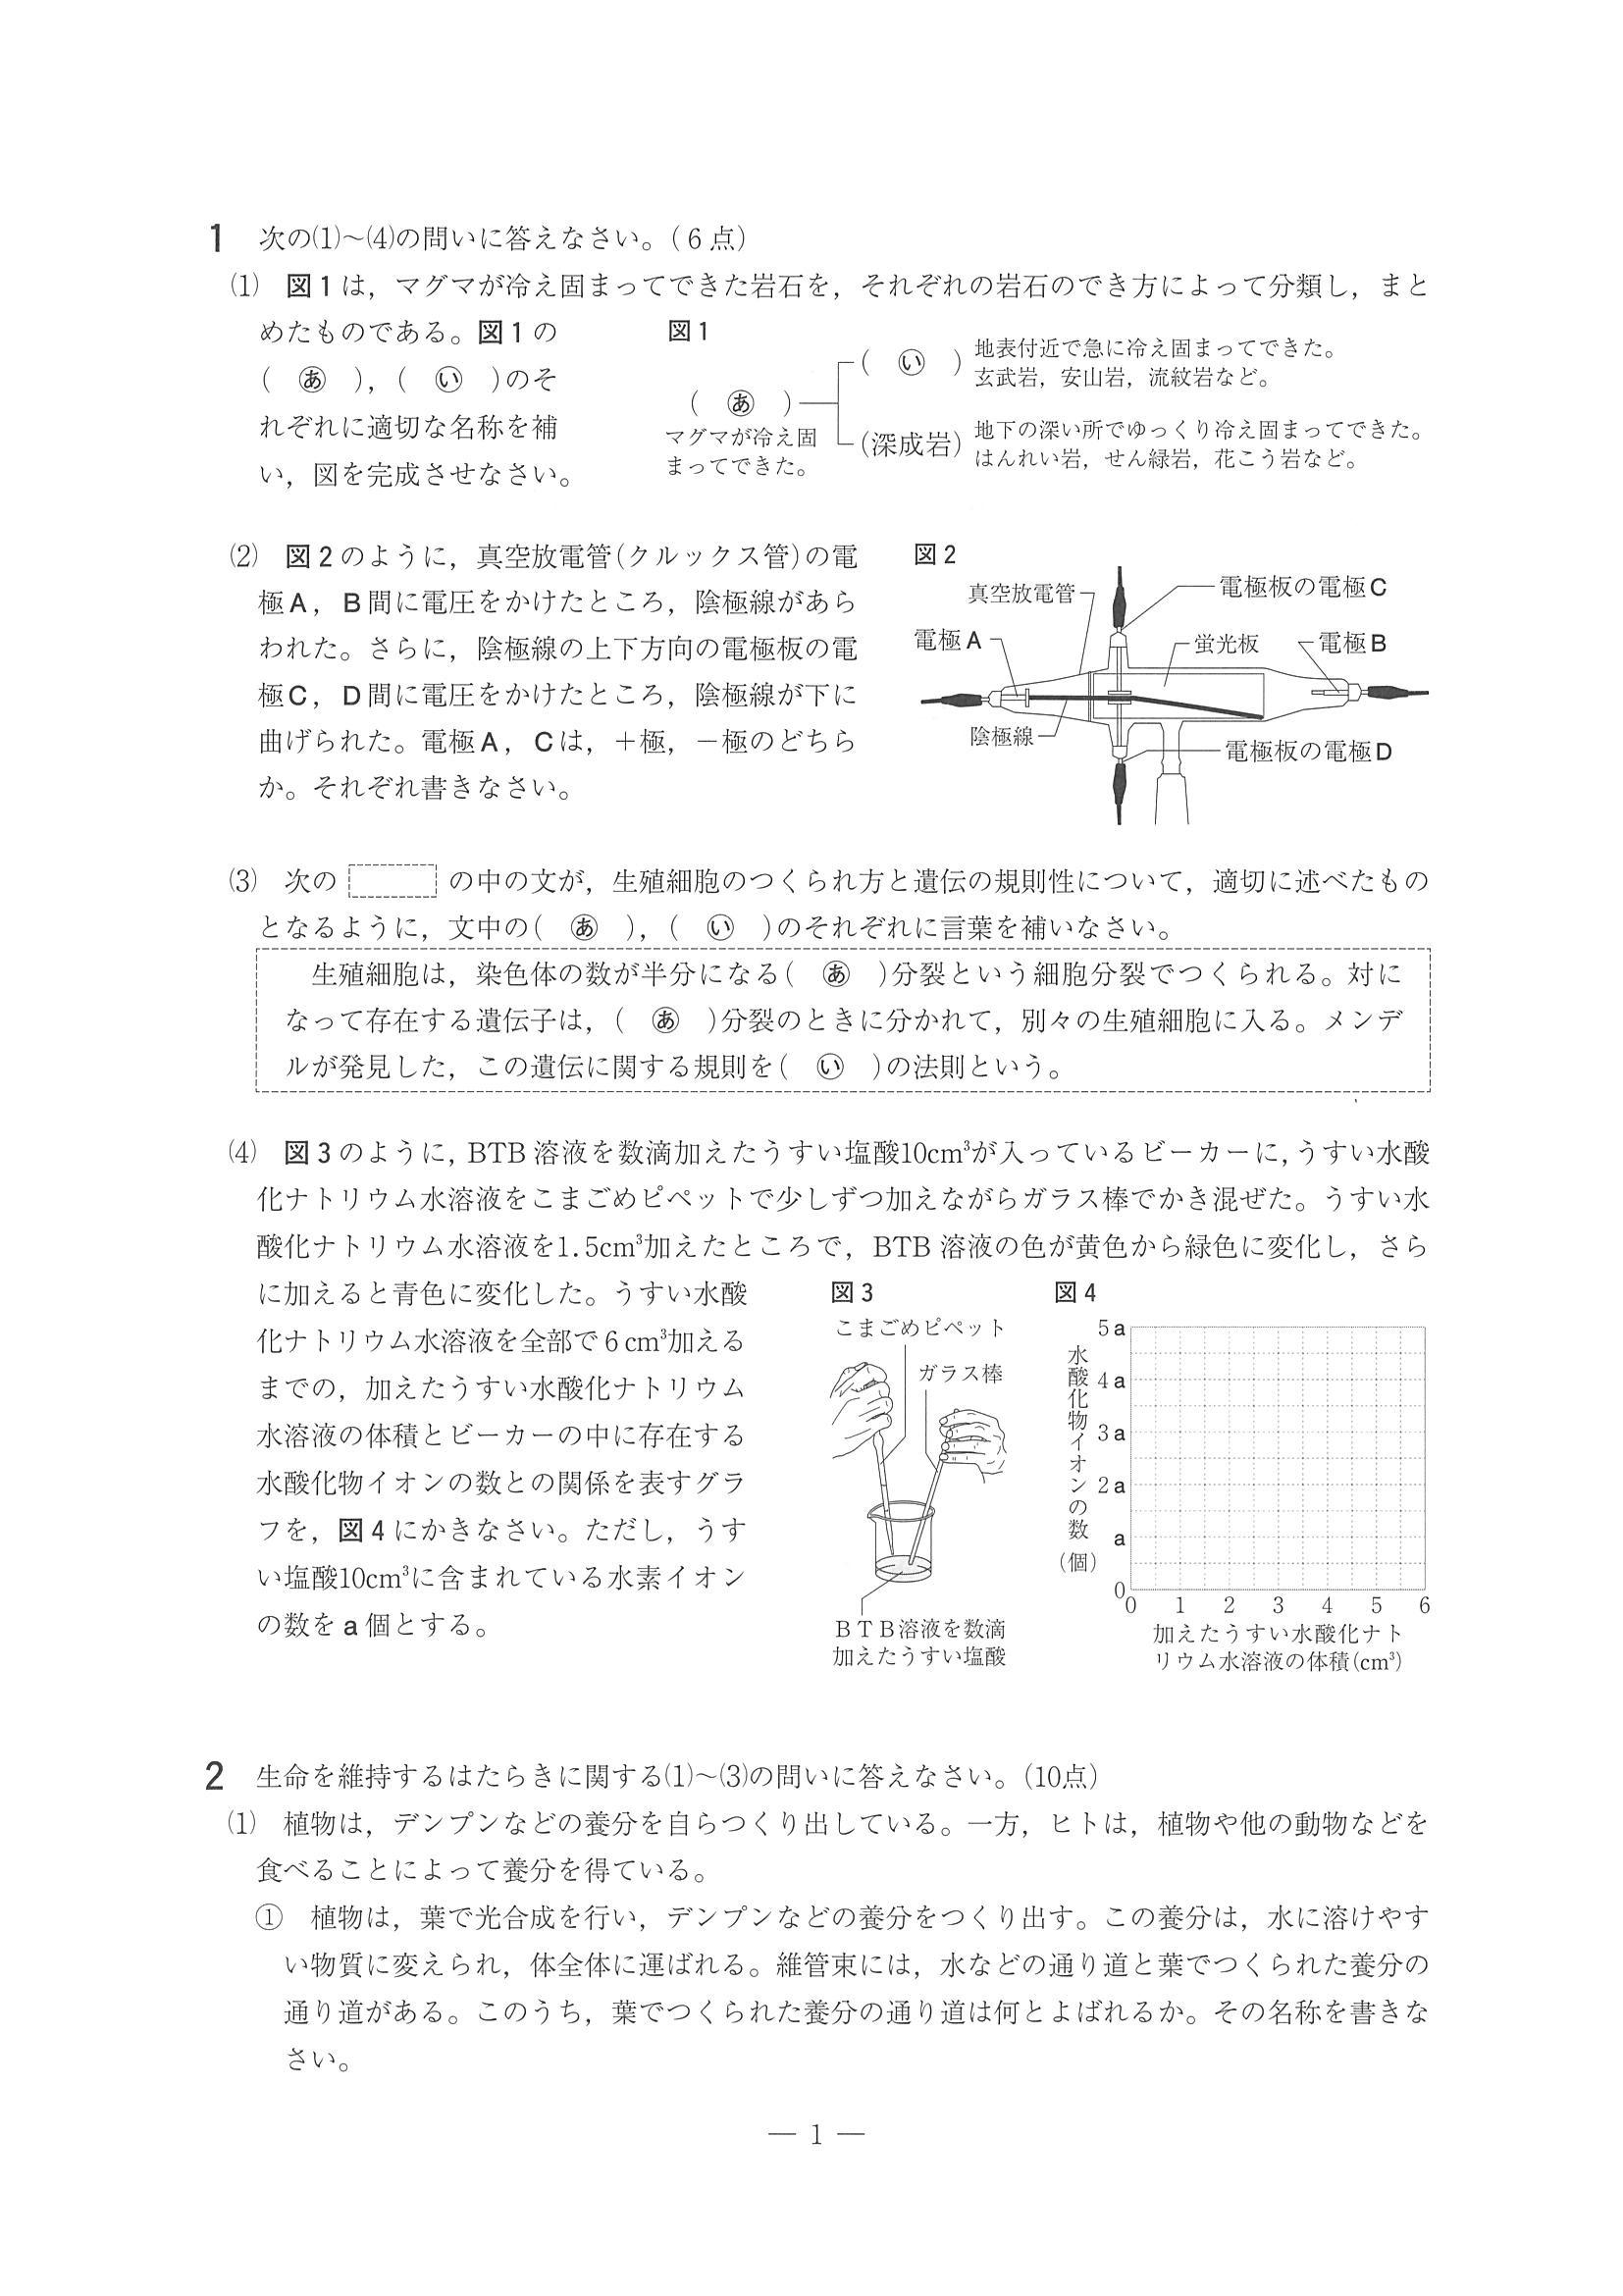 1 次の⑴～⑷の問いに答えなさい。(6点)
⑴ 図1は，マグマが冷え固まってできた岩石を，それぞれの岩石のでき方によって分類し，まと
めたものである。図1の
( ㋐ )，( ㋑ )のそ
れぞれに適切な名称を補
い，図を完成させなさい。
図1
( あ )
マグマが冷え固
まってできた。
( い )
地表付近で急に冷え固まってできた。
玄武岩，安山岩，流紋岩など。
(深成岩)
地下の深い所でゆっくり冷え固まってできた。
はんれい岩，せん緑岩，花こう岩など。
⑵ 図2のように，真空放電管(クルックス管)の電
極A，B間に電圧をかけたところ，陰極線があら
われた。さらに，陰極線の上下方向の電極板の電
極C，D間に電圧をかけたところ，陰極線が下に
曲げられた。電極A，Cは，＋極，－極のどちら
か。それぞれ書きなさい。
図2
真空放電管
電極板の電極C
電極A
蛍光板
電極B
陰極線
電極板の電極D
⑶ 次の の中の文が，生殖細胞のつくられ方と遺伝の規則性について，適切に述べたもの
となるように，文中の( あ )，( い )のそれぞれに言葉を補いなさい。
生殖細胞は，染色体の数が半分になる( あ )分裂という細胞分裂でつくられる。対に
なって存在する遺伝子は，( あ )分裂のときに分かれて，別々の生殖細胞に入る。メンデ
ルが発見した，この遺伝に関する規則を( い )の法則という。
⑷ 図3のように，BTB溶液を数滴加えたうすい塩酸10cm³が入っているビーカーに，うすい水酸
化ナトリウム水溶液をこまごめピペットで少しずつ加えながらガラス棒でかき混ぜた。うすい水
酸化ナトリウム水溶液を1.5cm³加えたところで，BTB溶液の色が黄色から緑色に変化し，さら
に加えると青色に変化した。うすい水酸
化ナトリウム水溶液を全部で6cm³加える
までの，加えたうすい水酸化ナトリウム
水溶液の体積とビーカーの中に存在する
水酸化物イオンの数との関係を表すグラ
フを，図4にかきなさい。ただし，うす
い塩酸10cm³に含まれている水素イオン
の数をa個とする。
図3
こまごめピペット
ガラス棒
BTB溶液を数滴
加えたうすい塩酸
図4
水酸化物イオンの数
(個)
5a
4a
3a
2a
a
0
0 1 2 3 4 5 6
加えたうすい水酸化ナト
リウム水溶液の体積(cm³)
2 生命を維持するはたらきに関する⑴～⑶の問いに答えなさい。(10点)
⑴ 植物は，デンプンなどの養分を自らつくり出している。一方，ヒトは，植物や他の動物などを
食べることによって養分を得ている。
① 植物は，葉で光合成を行い，デンプンなどの養分をつくり出す。この養分は，水に溶けやす
い物質に変えられ，体全体に運ばれる。維管束には，水などの通り道と葉でつくられた養分の
通り道がある。このうち，葉でつくられた養分の通り道は何とよばれるか。その名称を書きな
さい。
― 1 ―